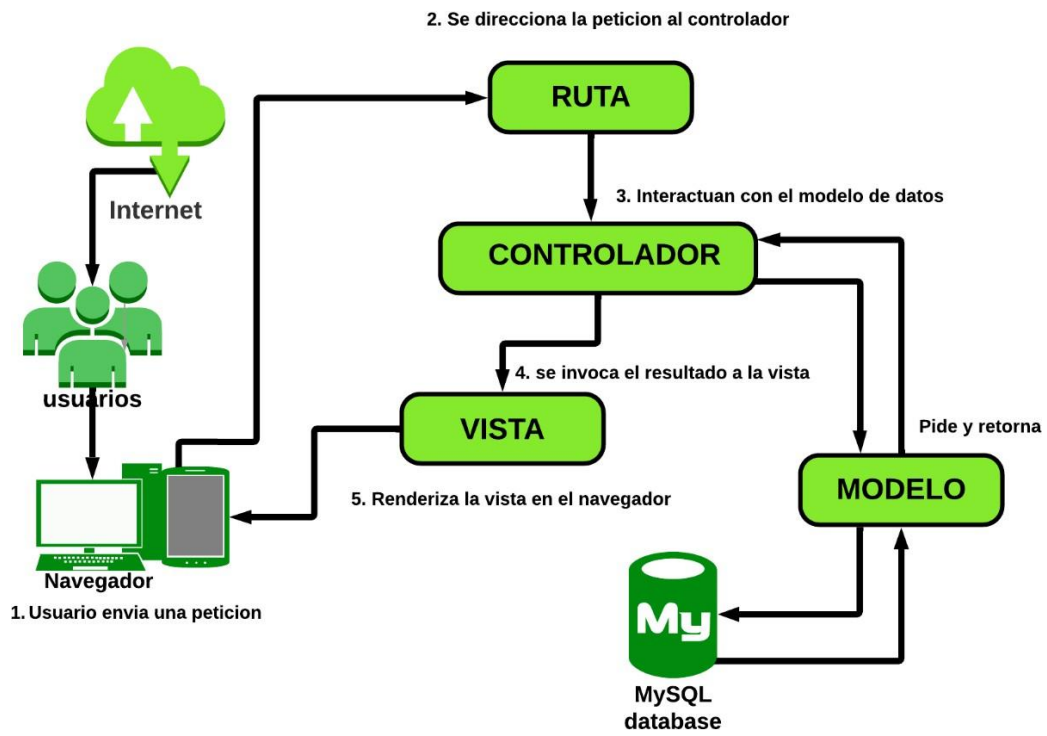 2. Se direcciona la peticion al controlador
RUTA
Internet
3. Interactuan con el modelo de datos
CONTROLADOR
usuarios
4. se invoca el resultado a la vista
VISTA
Pide y retorna
MODELO
5. Renderiza la vista en el navegador
Navegador
1. Usuario envia una peticion
My
MySQL
database